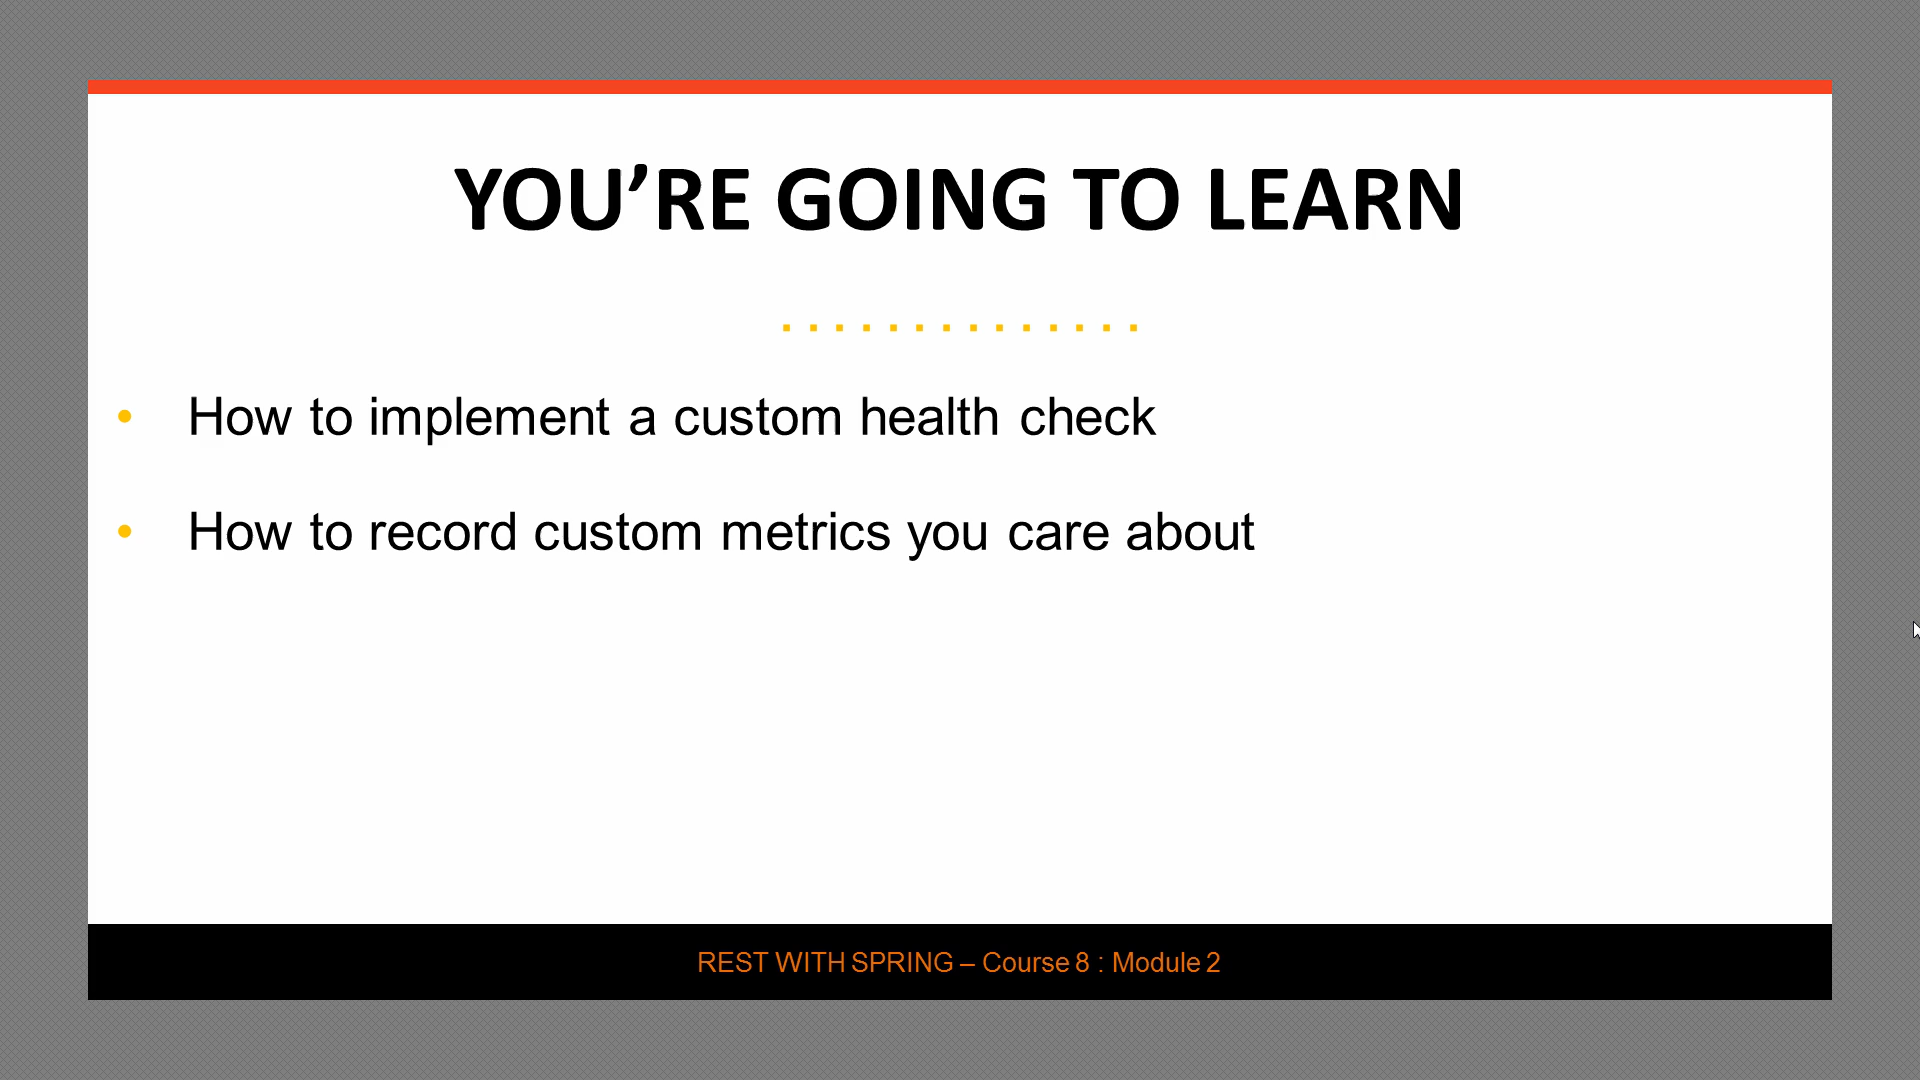 YOU’RE GOING TO LEARN
• How to implement a custom health check
• How to record custom metrics you care about
REST WITH SPRING – Course 8 : Module 2